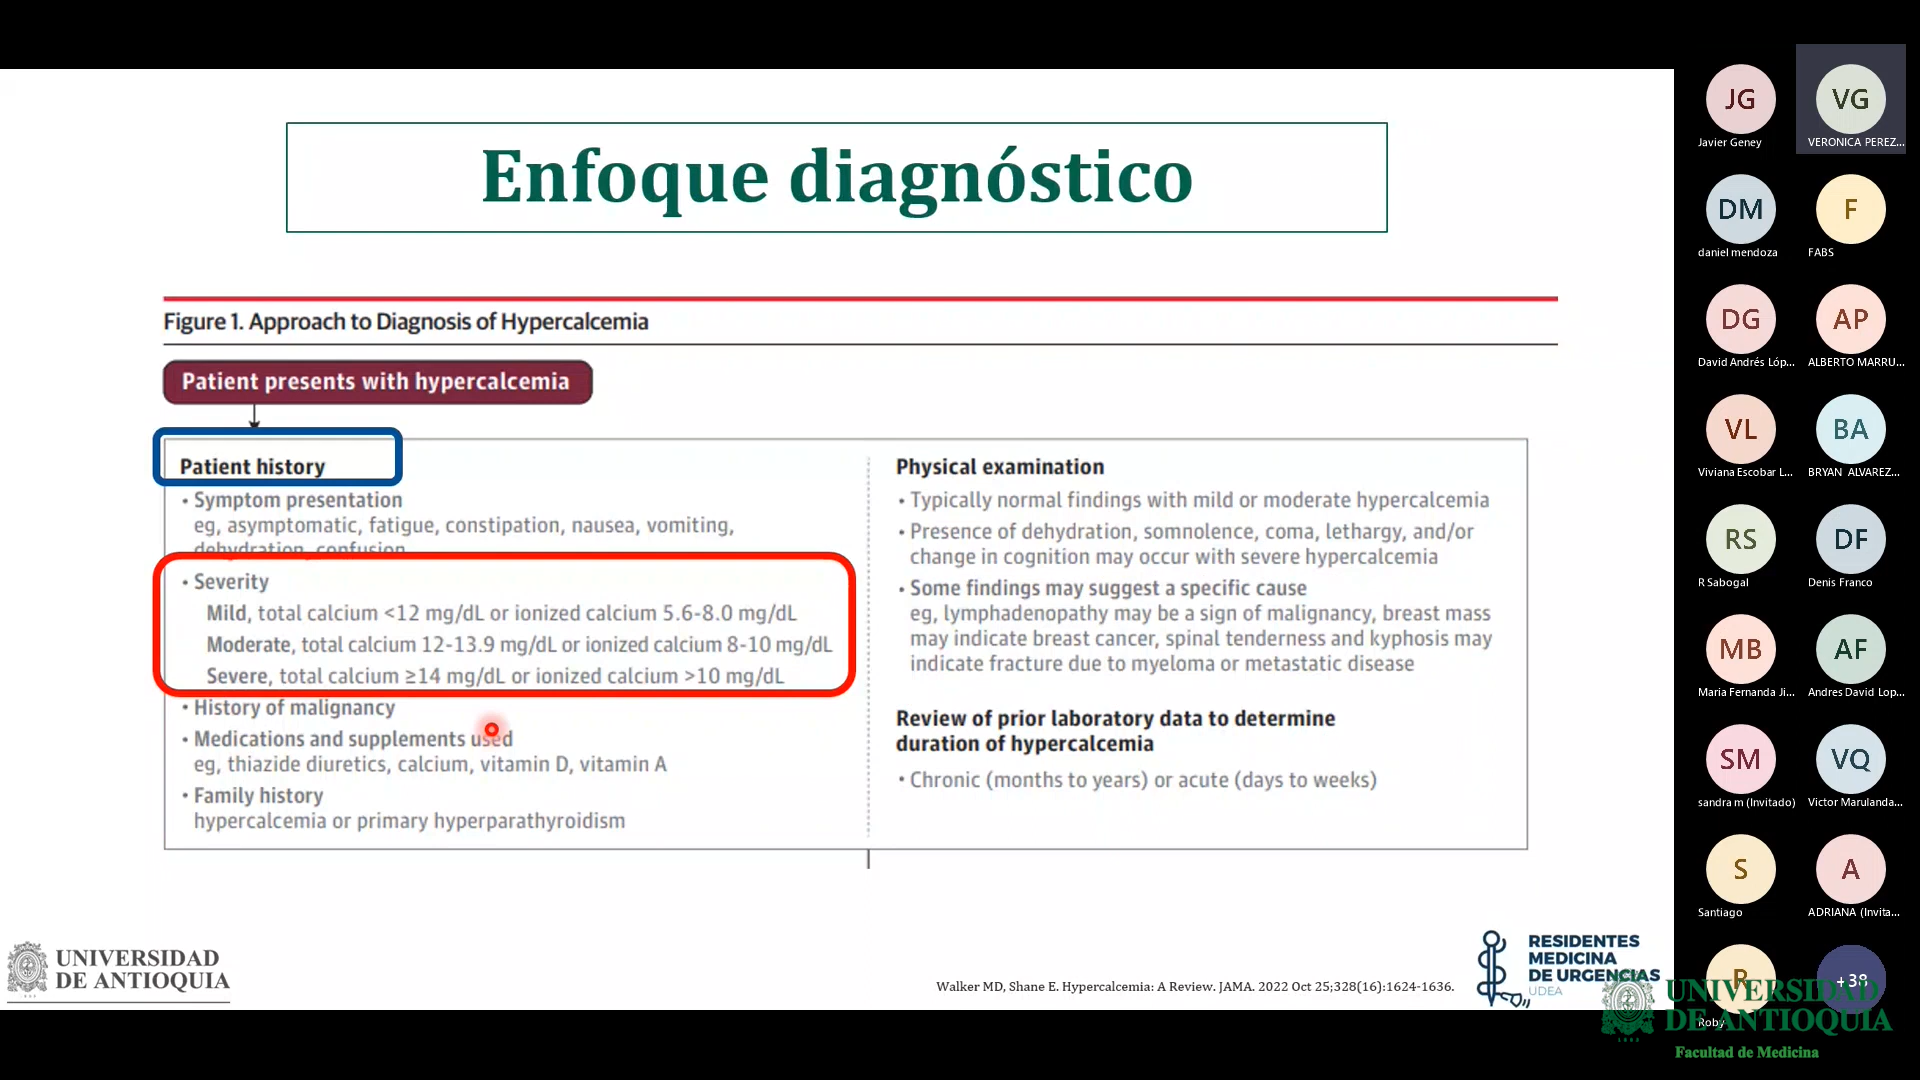 Enfoque diagnóstico
Figure 1. Approach to Diagnosis of Hypercalcemia
Patient presents with hypercalcemia
Patient history
• Symptom presentation
eg, asymptomatic, fatigue, constipation, nausea, vomiting,
dehydration, confusion
• Severity
Mild, total calcium <12 mg/dL or ionized calcium 5.6-8.0 mg/dL
Moderate, total calcium 12-13.9 mg/dL or ionized calcium 8-10 mg/dL
Severe, total calcium ≥14 mg/dL or ionized calcium >10 mg/dL
• History of malignancy
• Medications and supplements used
eg, thiazide diuretics, calcium, vitamin D, vitamin A
• Family history
hypercalcemia or primary hyperparathyroidism
Physical examination
• Typically normal findings with mild or moderate hypercalcemia
• Presence of dehydration, somnolence, coma, lethargy, and/or
change in cognition may occur with severe hypercalcemia
• Some findings may suggest a specific cause
eg, lymphadenopathy may be a sign of malignancy, breast mass
may indicate breast cancer, spinal tenderness and kyphosis may
indicate fracture due to myeloma or metastatic disease
Review of prior laboratory data to determine
duration of hypercalcemia
• Chronic (months to years) or acute (days to weeks)
UNIVERSIDAD
DE ANTIOQUIA
Walker MD, Shane E. Hypercalcemia: A Review. JAMA. 2022 Oct 25;328(16):1624-1636.
RESIDENTES
MEDICINA
DE URGENCIAS
UDEA
JG
Javier Geney
VG
VERONICA PEREZ...
DM
daniel mendoza
F
FABS
DG
David Andrés Lóp...
AP
ALBERTO MARRU...
VL
Viviana Escobar L...
BA
BRYAN ALVAREZ...
RS
R Sabogal
DF
Denis Franco
MB
Maria Fernanda Ji...
AF
Andres David Lop...
SM
sandra m (Invitado)
VQ
Victor Marulanda...
S
Santiago
A
ADRIANA (Invita...
R
Roby
+38
UNIVERSIDAD
DE ANTIOQUIA
Facultad de Medicina